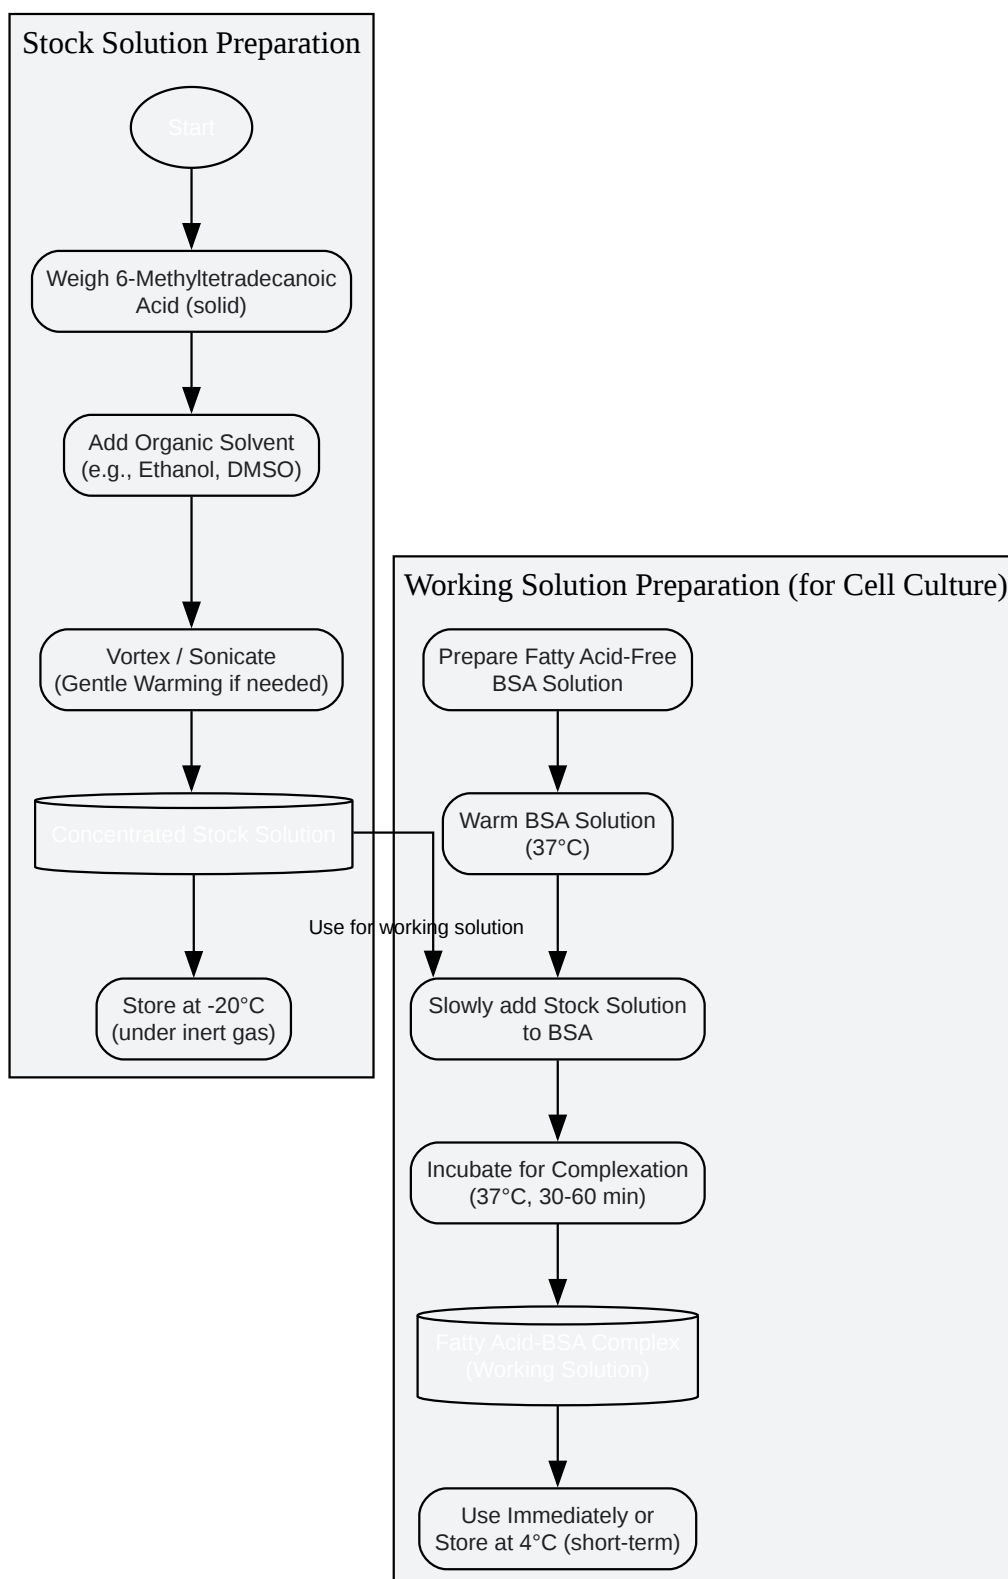 Stock Solution Preparation
Start
Weigh 6-Methyltetradecanoic
Acid (solid)
Add Organic Solvent
(e.g., Ethanol, DMSO)
Vortex / Sonicate
(Gentle Warming if needed)
Concentrated Stock Solution
Use for working solution
Store at -20°C
(under inert gas)
Working Solution Preparation (for Cell Culture)
Prepare Fatty Acid-Free
BSA Solution
Warm BSA Solution
(37°C)
Slowly add Stock Solution
to BSA
Incubate for Complexation
(37°C, 30-60 min)
Fatty Acid-BSA Complex
(Working Solution)
Use Immediately or
Store at 4°C (short-term)